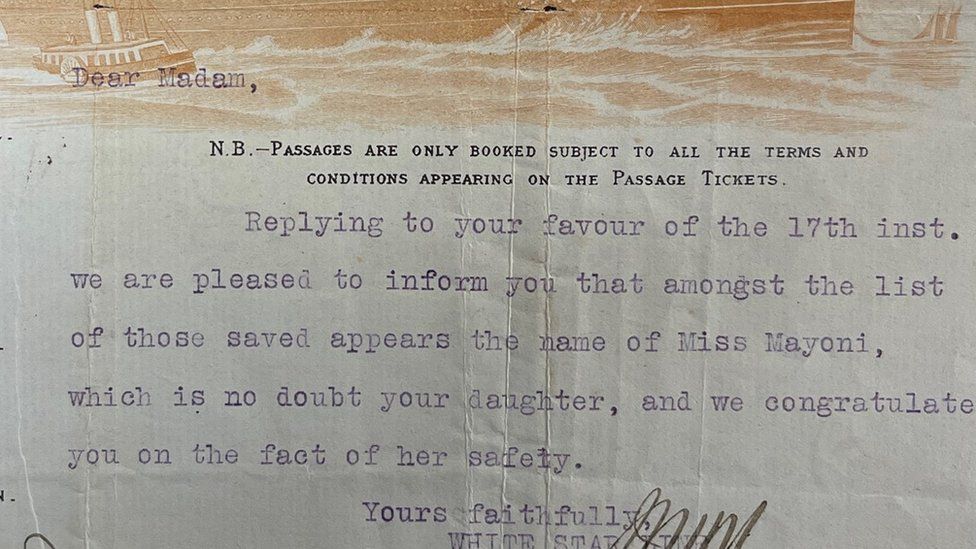 Dear Madam,
N.B.—PASSAGES ARE ONLY BOOKED SUBJECT TO ALL THE TERMS AND
CONDITIONS APPEARING ON THE PASSAGE TICKETS.
Replying to your favour of the 17th inst.
we are pleased to inform you that amongst the list
of those saved appears the name of Miss Mayoni,
which is no doubt your daughter, and we congratulate
you on the fact of her safety.
Yours faithfully,
WHITE STAR LINE